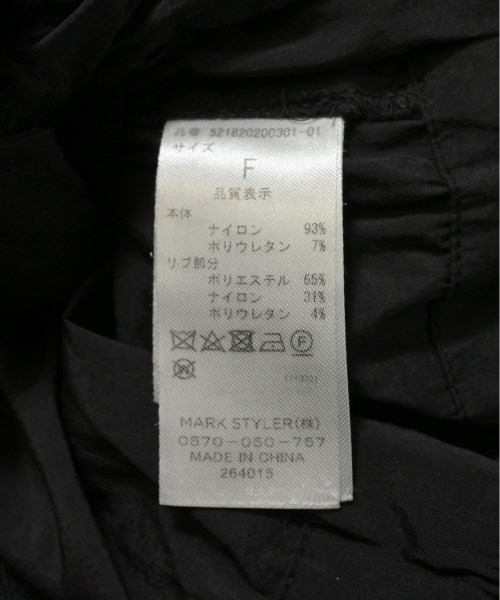 品番 521820200301-01
サイズ
F
品質表示
本体
ナイロン 93%
ポリウレタン 7%
リブ部分
ポリエステル 65%
ナイロン 31%
ポリウレタン 4%
F
W
MARK STYLER(株)
0570-050-757
MADE IN CHINA
264015